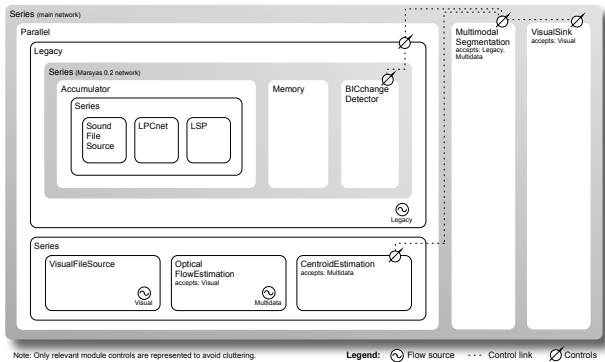 Series (main network)
Parallel
Legacy
Series (Marsyas 0.2 network)
Accumulator
Series
Sound
File
Source
LPCnet
LSP
Memory
BICchange
Detector
Legacy
Series
VisualFileSource
Visual
Optical
FlowEstimation
accepts: Visual
Multidata
CentroidEstimation
accepts: Multidata
Multimodal
Segmentation
accepts: Legacy,
Multidata
VisualSink
accepts: Visual
Note: Only relevant module controls are represented to avoid cluttering.
Legend: Flow source Control link Controls